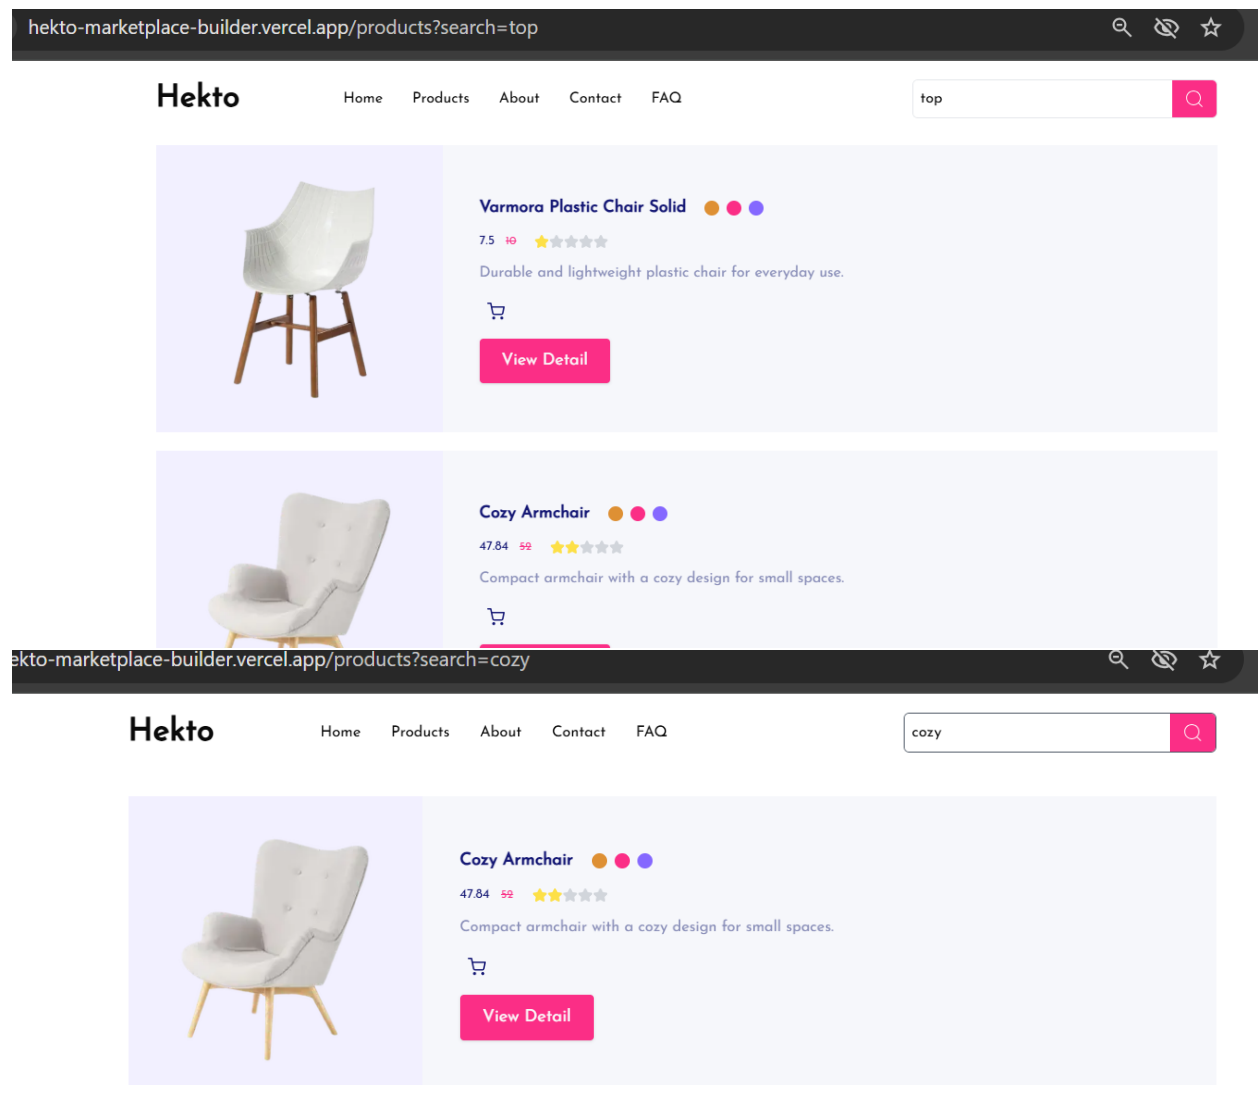 hekto-marketplace-builder.vercel.app/products?search=top
Hekto Home Products About Contact FAQ top
Varmora Plastic Chair Solid
7.5 10
Durable and lightweight plastic chair for everyday use.
View Detail
Cozy Armchair
47.84 59
Compact armchair with a cozy design for small spaces.
ekto-marketplace-builder.vercel.app/products?search=cozy
Hekto Home Products About Contact FAQ cozy
Cozy Armchair
47.84 59
Compact armchair with a cozy design for small spaces.
View Detail